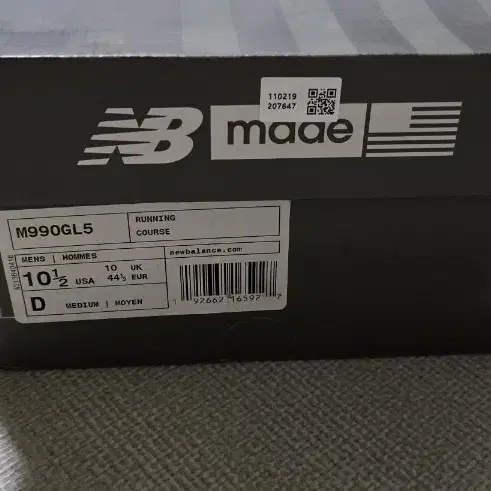 110219
207647
NB made
M990GL5
RUNNING
COURSE
MENS | HOMMES
newbalance.com
10½ USA
10 UK
44½ EUR
D MEDIUM | MOYEN